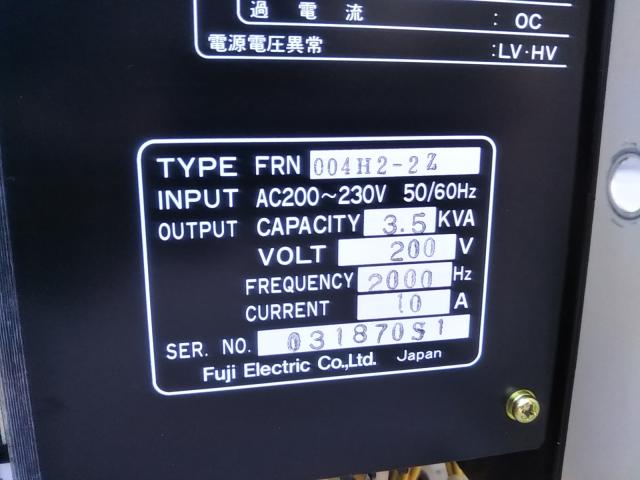 過電流 : OC
電源電圧異常 :LV·HV
TYPE FRN 004H2-2Z
INPUT AC200~230V 50/60Hz
OUTPUT CAPACITY 3.5 KVA
VOLT 200 V
FREQUENCY 2000 Hz
CURRENT 10 A
SER. NO. 031870S1
Fuji Electric Co.,Ltd. Japan